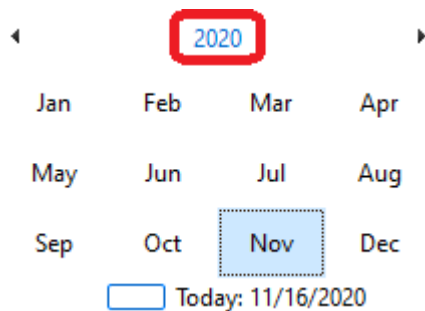 2020
Jan Feb Mar Apr
May Jun Jul Aug
Sep Oct Nov Dec
Today: 11/16/2020